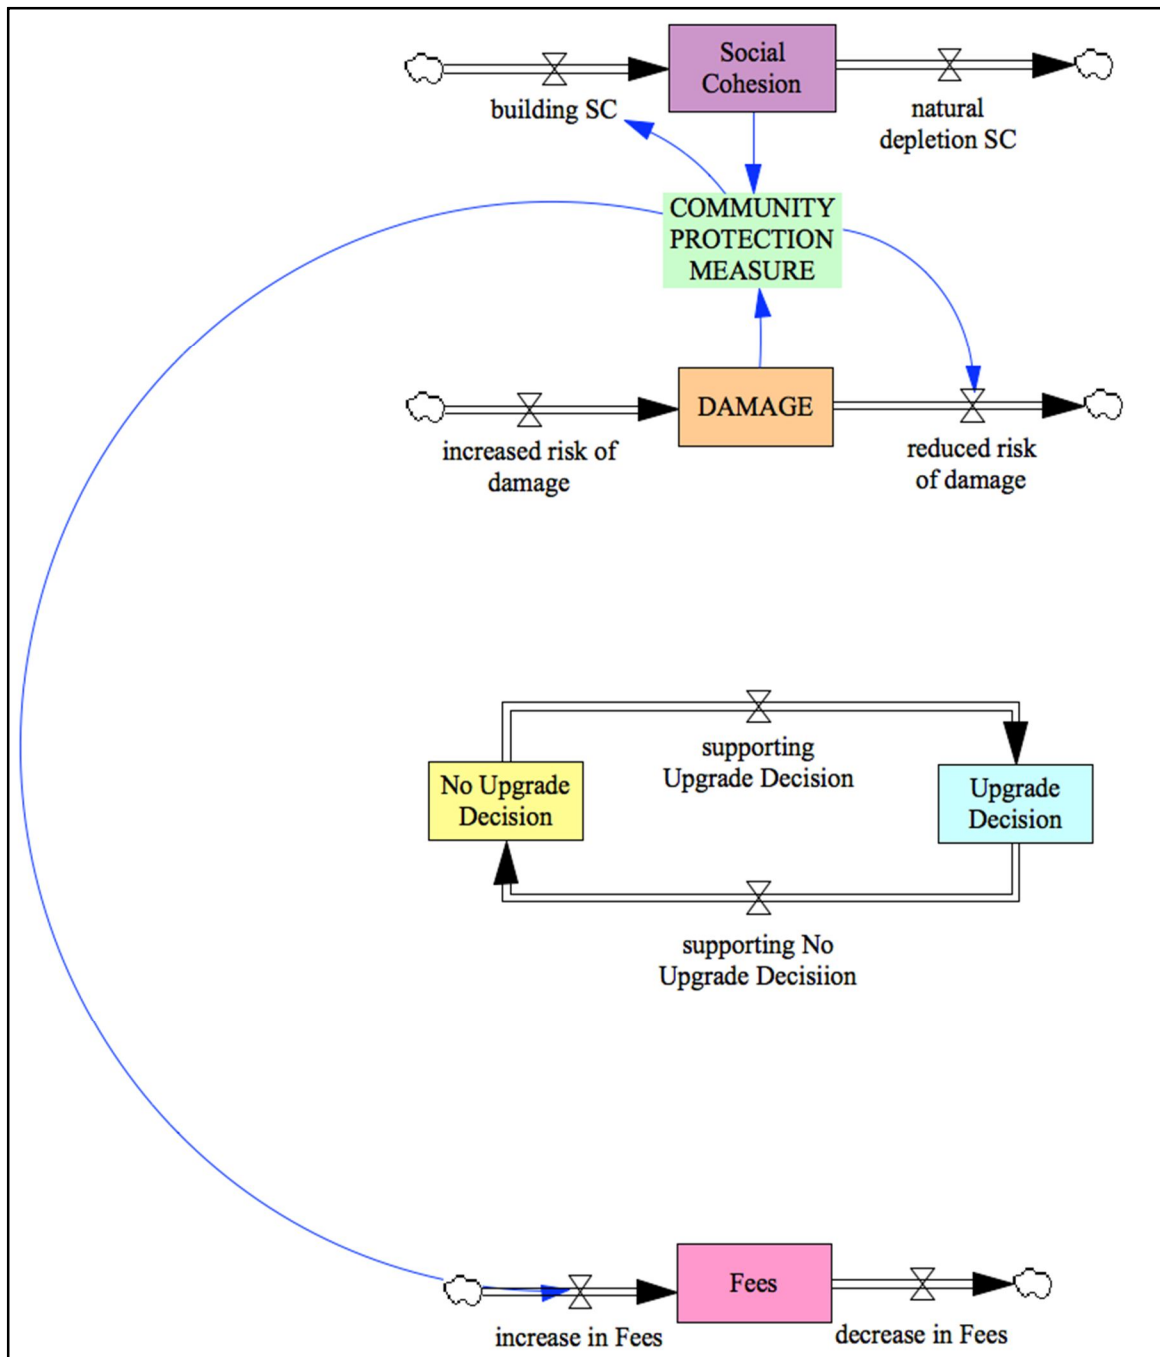 Social
Cohesion
building SC
natural
depletion SC
COMMUNITY
PROTECTION
MEASURE
DAMAGE
increased risk of
damage
reduced risk
of damage
supporting
Upgrade Decision
No Upgrade
Decision
Upgrade
Decision
supporting No
Upgrade Decisiion
Fees
increase in Fees
decrease in Fees